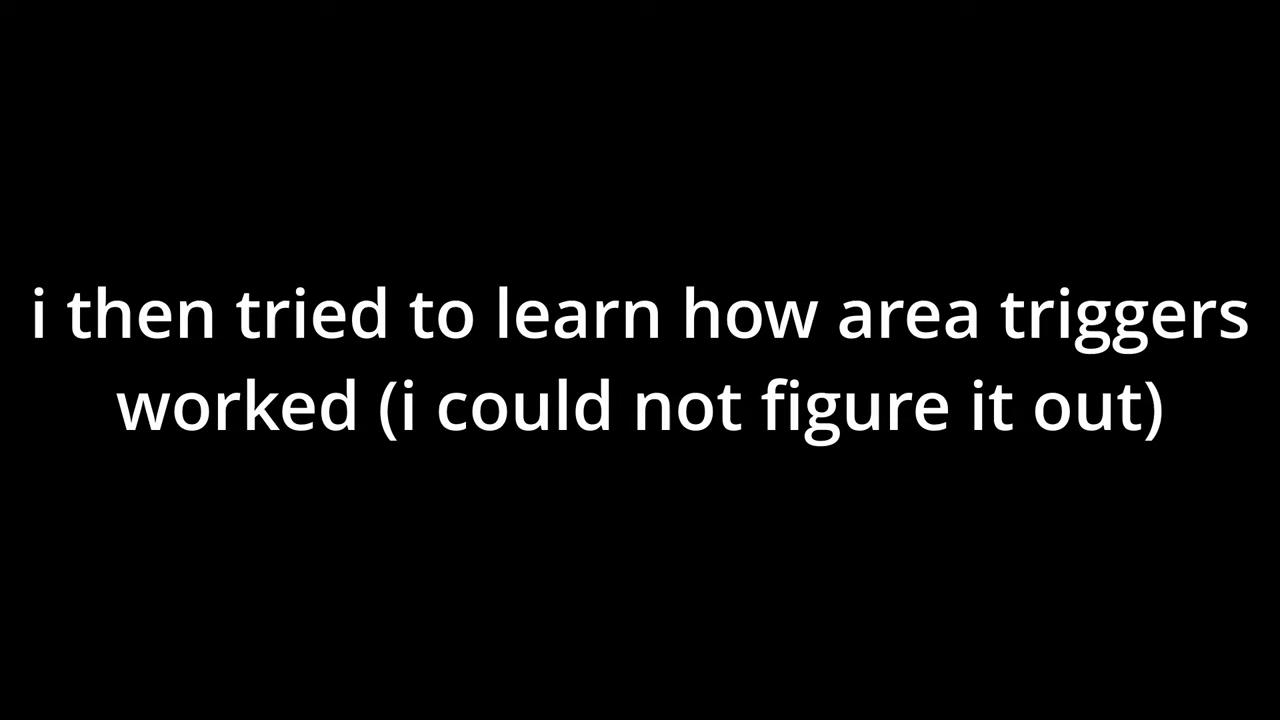 i then tried to learn how area triggers
worked (i could not figure it out)